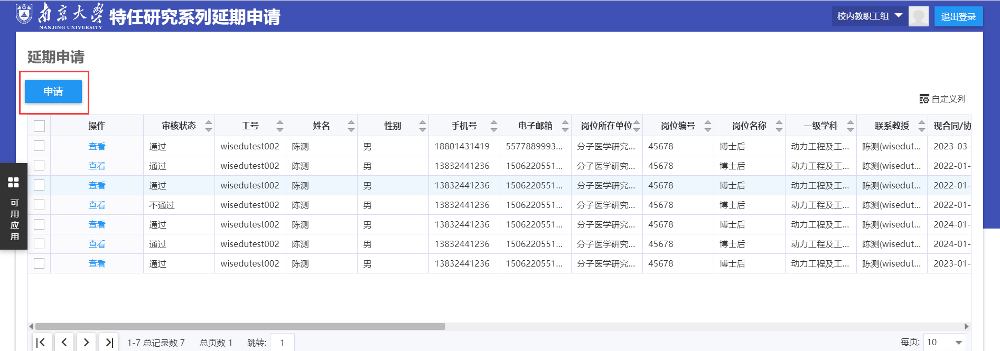 南京大学
NANJING UNIVERSITY
特任研究系列延期申请
校内教职工组
退出登录
延期申请
申请
自定义列
操作 审核状态 工号 姓名 性别 手机号 电子邮箱 岗位所在单位 岗位编号 岗位名称 一级学科 联系教授 现合同/协
查看 通过 wisedutest002 陈测 男 18801431419 5577889993... 分子医学研究... 45678 博士后 动力工程及工... 陈测(wisedut... 2023-03-
查看 通过 wisedutest002 陈测 男 13832441236 1506220551... 分子医学研究... 45678 博士后 动力工程及工... 陈测(wisedut... 2022-01-
查看 通过 wisedutest002 陈测 男 13832441236 1506220551... 分子医学研究... 45678 博士后 动力工程及工... 陈测(wisedut... 2022-01-
查看 不通过 wisedutest002 陈测 男 13832441236 1506220551... 分子医学研究... 45678 博士后 动力工程及工... 陈测(wisedut... 2022-01-
查看 通过 wisedutest002 陈测 男 13832441236 1506220551... 分子医学研究... 45678 博士后 动力工程及工... 陈测(wisedut... 2024-01-
查看 通过 wisedutest002 陈测 男 13832441236 1506220551... 分子医学研究... 45678 博士后 动力工程及工... 陈测(wisedut... 2024-01-
查看 通过 wisedutest002 陈测 男 13832441236 1506220551... 分子医学研究... 45678 博士后 动力工程及工... 陈测(wisedut... 2023-01-
可用应用
1-7 总记录数 7 总页数 1 跳转: 1
每页: 10